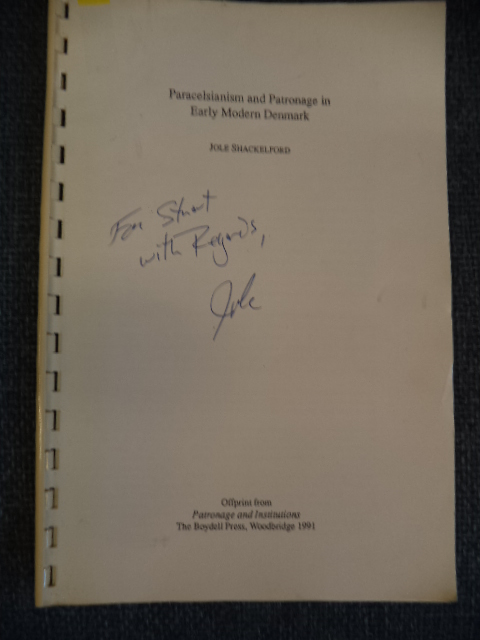 Paracelsianism and Patronage in
Early Modern Denmark
JOLE SHACKELFORD
For Stuart
with Regards,
Jole
Offprint from
Patronage and Institutions
The Boydell Press, Woodbridge 1991